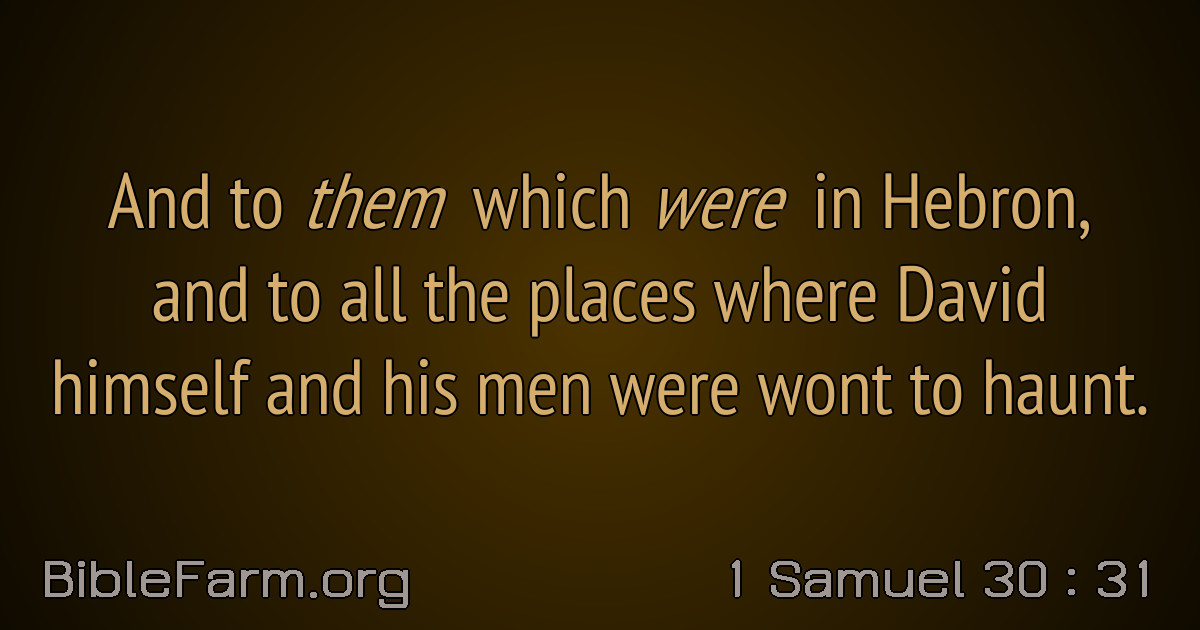 And to them which were in Hebron,
and to all the places where David
himself and his men were wont to haunt.
BibleFarm.org
1 Samuel 30 : 31